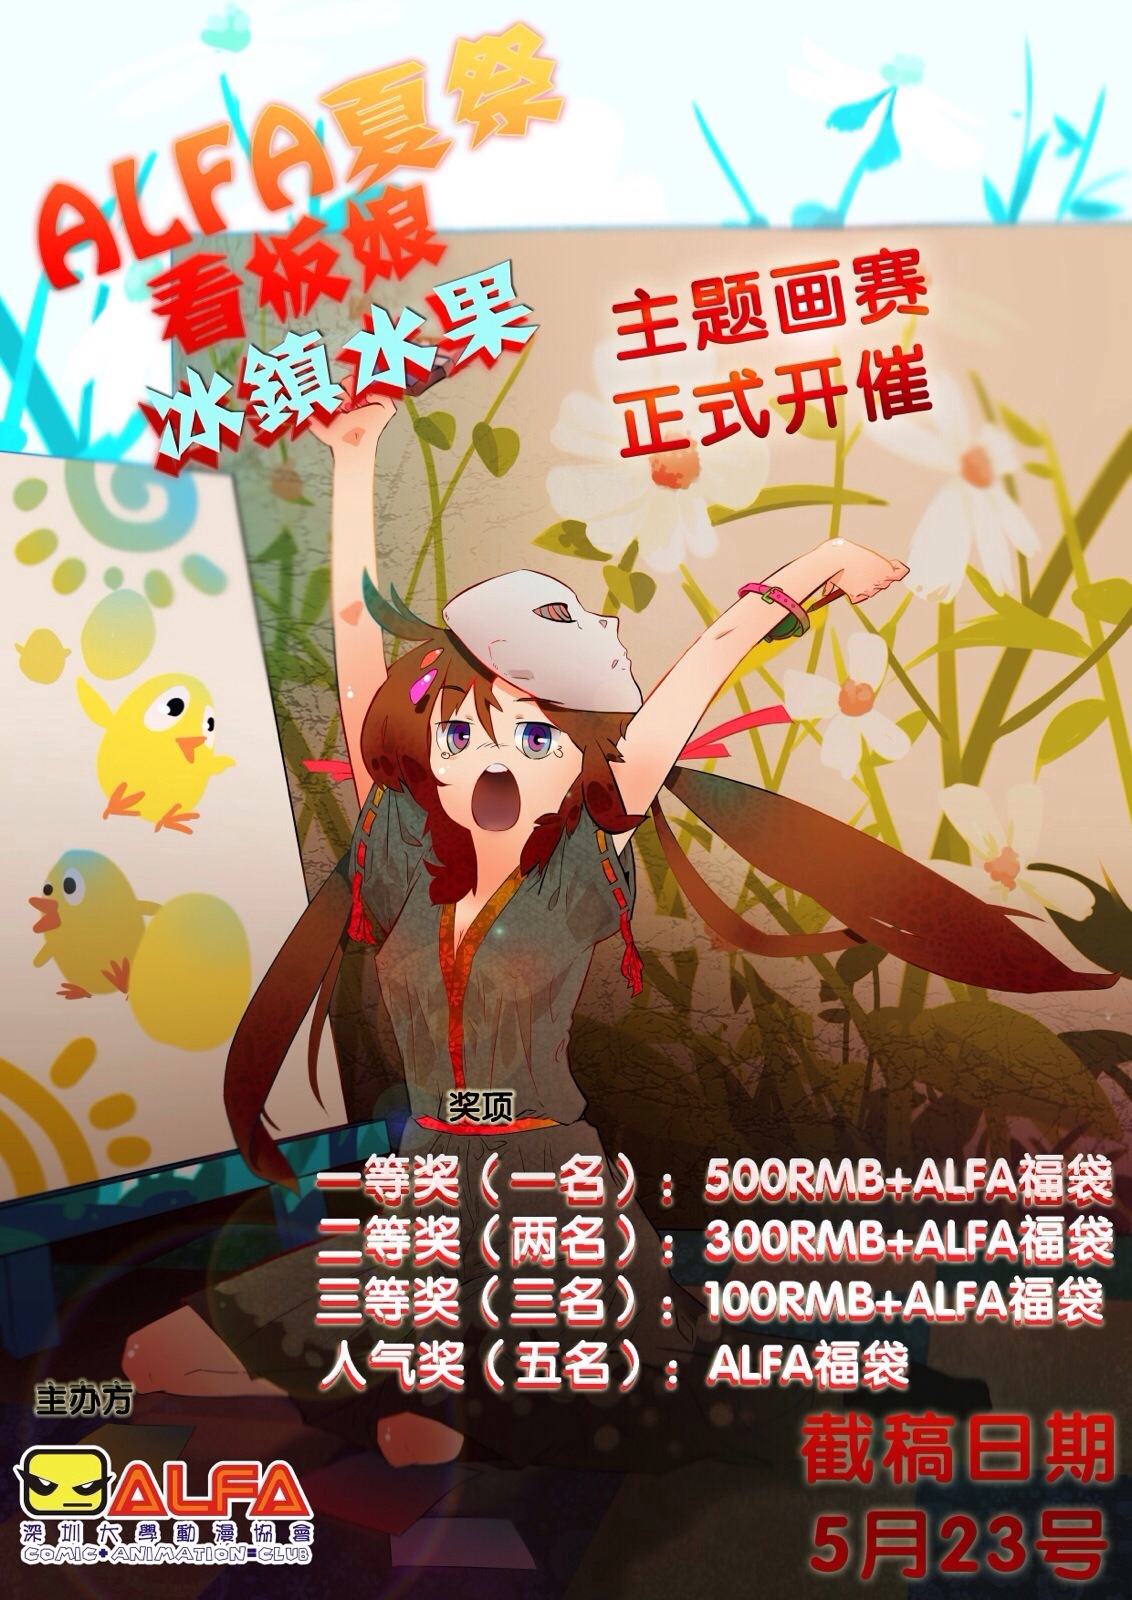 ALFA夏祭
看板娘
冰鎮水果
主题画赛
正式开催
奖项
一等奖（一名）：500RMB+ALFA福袋
二等奖（两名）：300RMB+ALFA福袋
三等奖（三名）：100RMB+ALFA福袋
人气奖（五名）：ALFA福袋
主办方
ALFA
深圳大學動漫協會
COMIC+ANIMATION=CLUB
截稿日期
5月23号